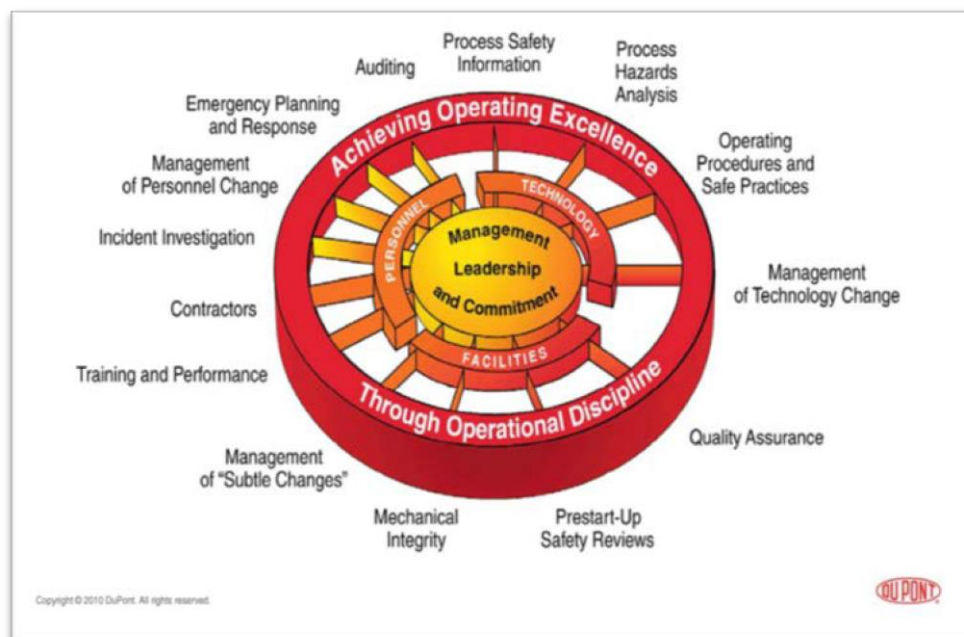 Process Safety
Information
Process
Hazards
Analysis
Auditing
Emergency Planning
and Response
Operating
Procedures and
Safe Practices
Management
of Personnel Change
Incident Investigation
Management
of Technology Change
Contractors
Training and Performance
Quality Assurance
Management
of “Subtle Changes”
Mechanical
Integrity
Prestart-Up
Safety Reviews
Achieving Operating Excellence
Through Operational Discipline
PERSONNEL
TECHNOLOGY
FACILITIES
Management
Leadership
and Commitment
Copyright © 2010 DuPont. All rights reserved.
DUPONT